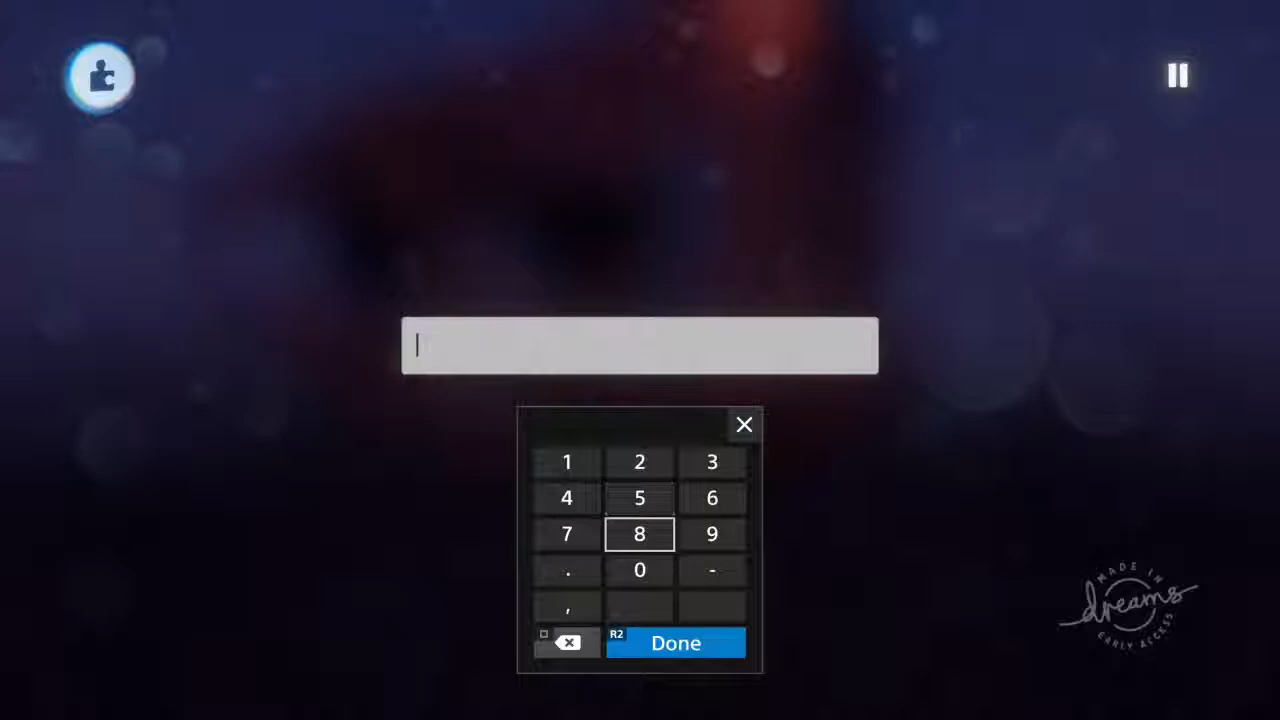 1 2 3
4 5 6
7 8 9
. 0 -
,
R2 Done
MADE IN
dreams
EARLY ACCESS